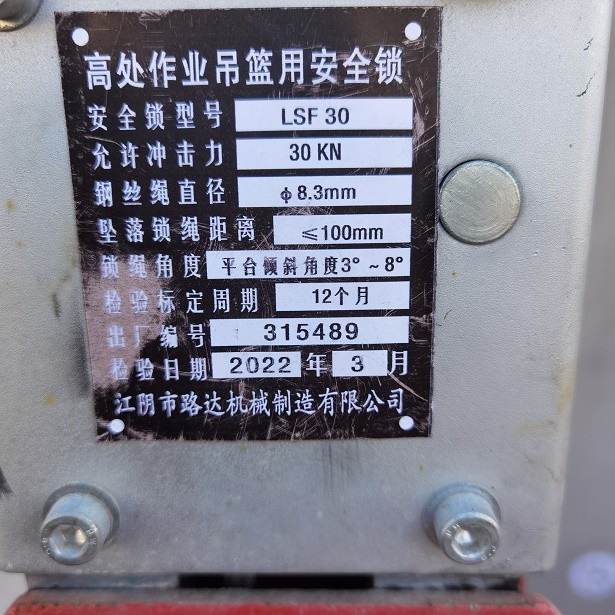 高处作业吊篮用安全锁
安全锁型号 LSF 30
允许冲击力 30 KN
钢丝绳直径 ϕ 8.3mm
坠落锁绳距离 ≤100mm
锁绳角度 平台倾斜角度3° ~ 8°
检验标定周期 12个月
出厂编号 315489
检验日期 2022 年 3 月
江阴市路达机械制造有限公司